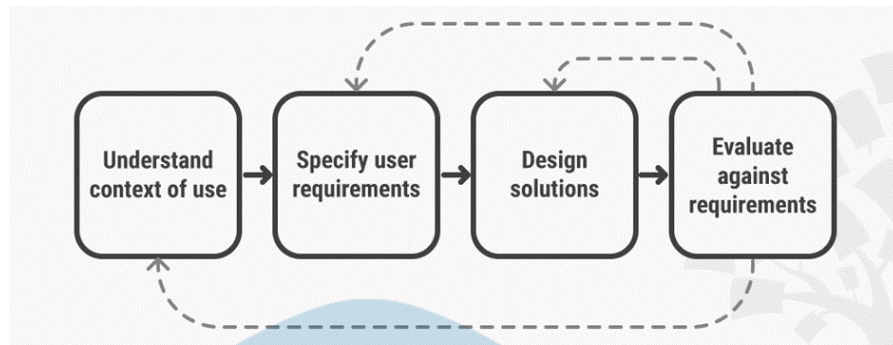 Understand
context of use
Specify user
requirements
Design
solutions
Evaluate
against
requirements